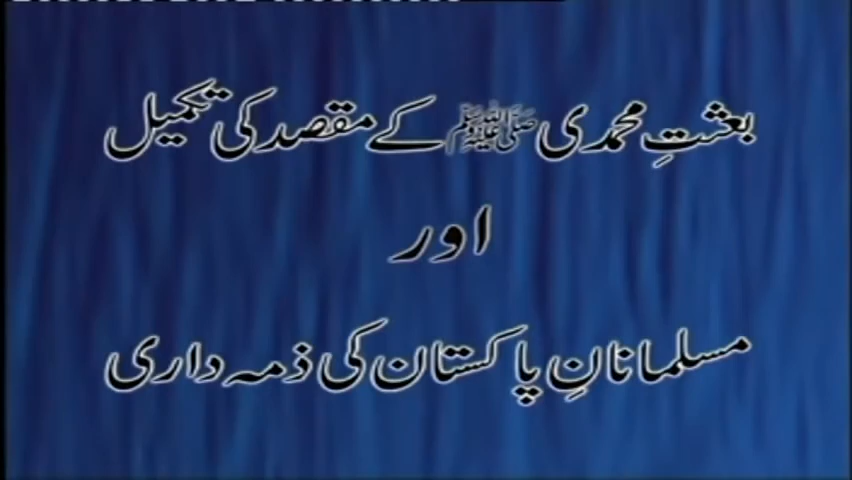 بعثتِ محمدی ﷺ کے مقصد کی تکمیل
اور
مسلمانانِ پاکستان کی ذمہ داری